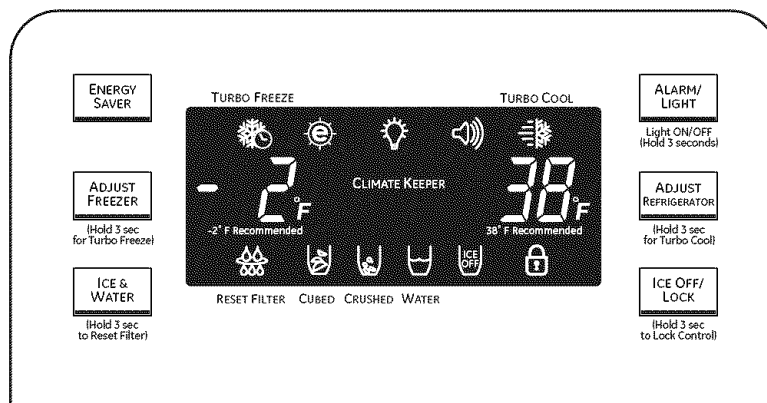 ENERGY
SAVER
ADJUST
FREEZER
(Hold 3 sec
for Turbo Freeze)
ICE &
WATER
(Hold 3 sec
to Reset Filter)
TURBO FREEZE
TURBO COOL
e
-2°F
CLIMATE KEEPER
38°F
-2° F Recommended
38° F Recommended
ICE
OFF
RESET FILTER CUBED CRUSHED WATER
ALARM/
LIGHT
Light ON/OFF
(Hold 3 seconds)
ADJUST
REFRIGERATOR
(Hold 3 sec
for Turbo Cool)
ICE OFF/
LOCK
(Hold 3 sec
to Lock Control)